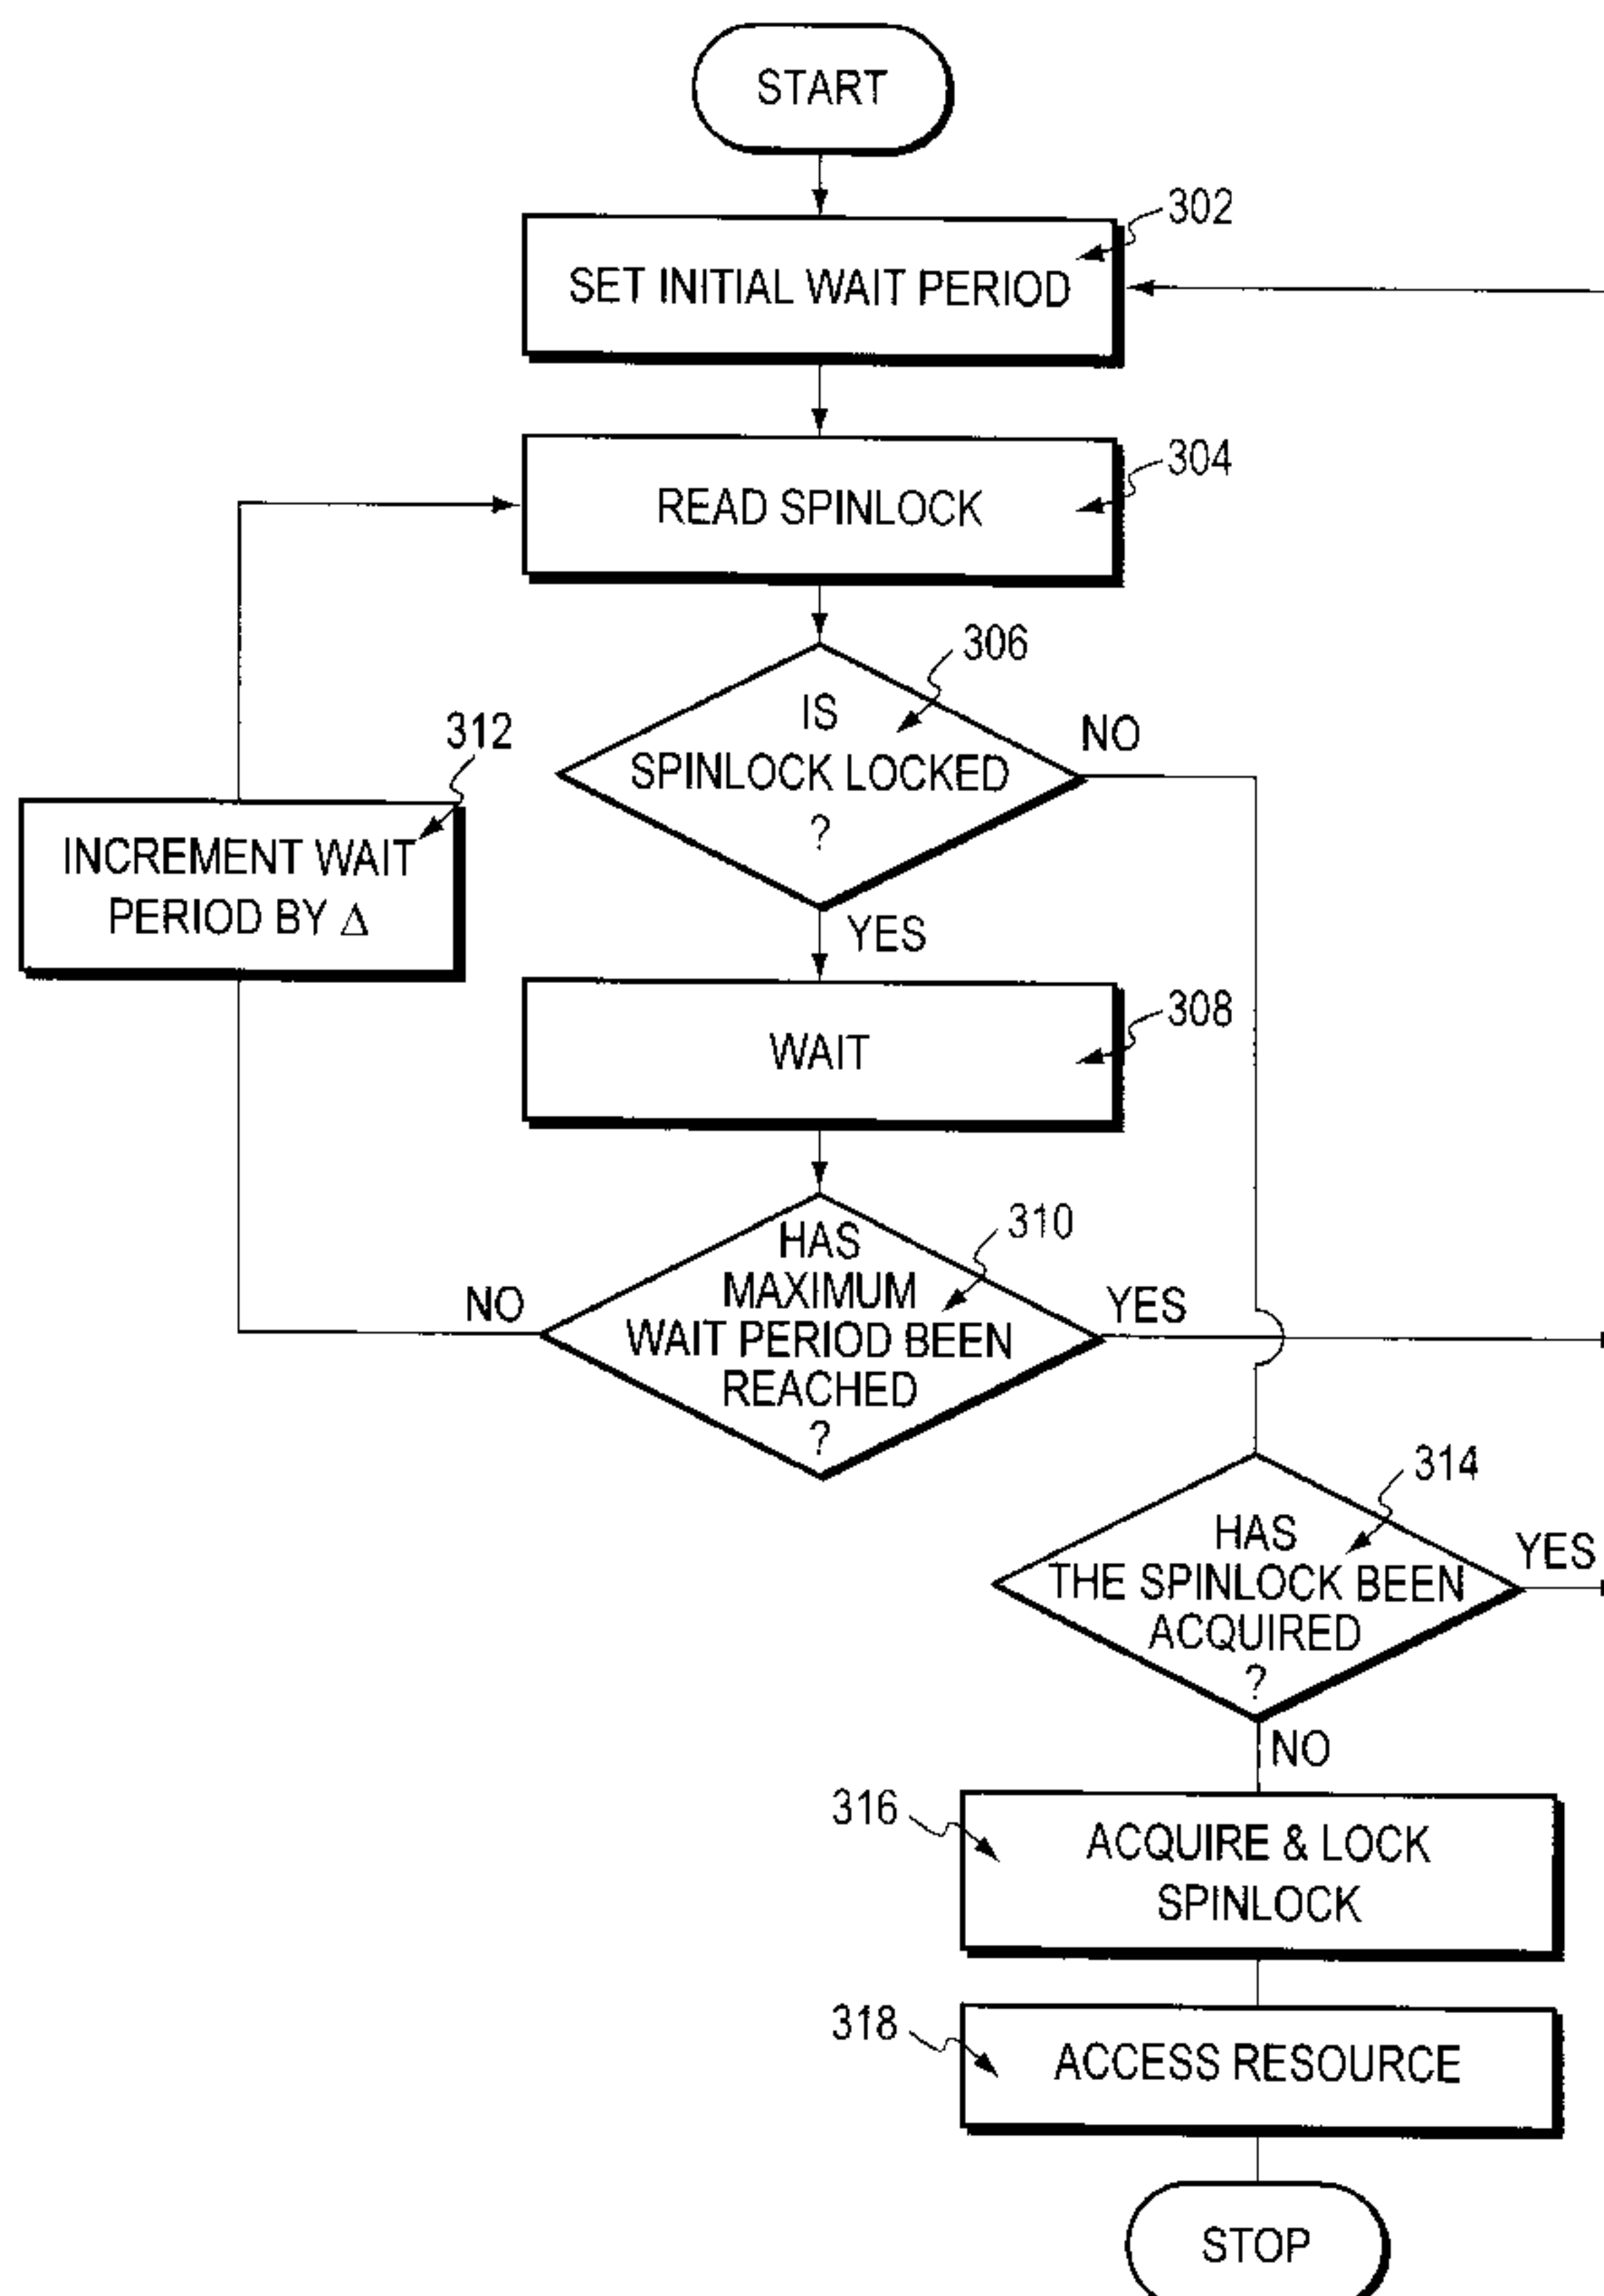 START
302
SET INITIAL WAIT PERIOD
304
READ SPINLOCK
306
IS
SPINLOCK LOCKED
?
NO
312
INCREMENT WAIT
PERIOD BY Δ
YES
308
WAIT
310
HAS
MAXIMUM
WAIT PERIOD BEEN
REACHED
?
NO
YES
314
HAS
THE SPINLOCK BEEN
ACQUIRED
?
YES
NO
316
ACQUIRE & LOCK
SPINLOCK
318
ACCESS RESOURCE
STOP